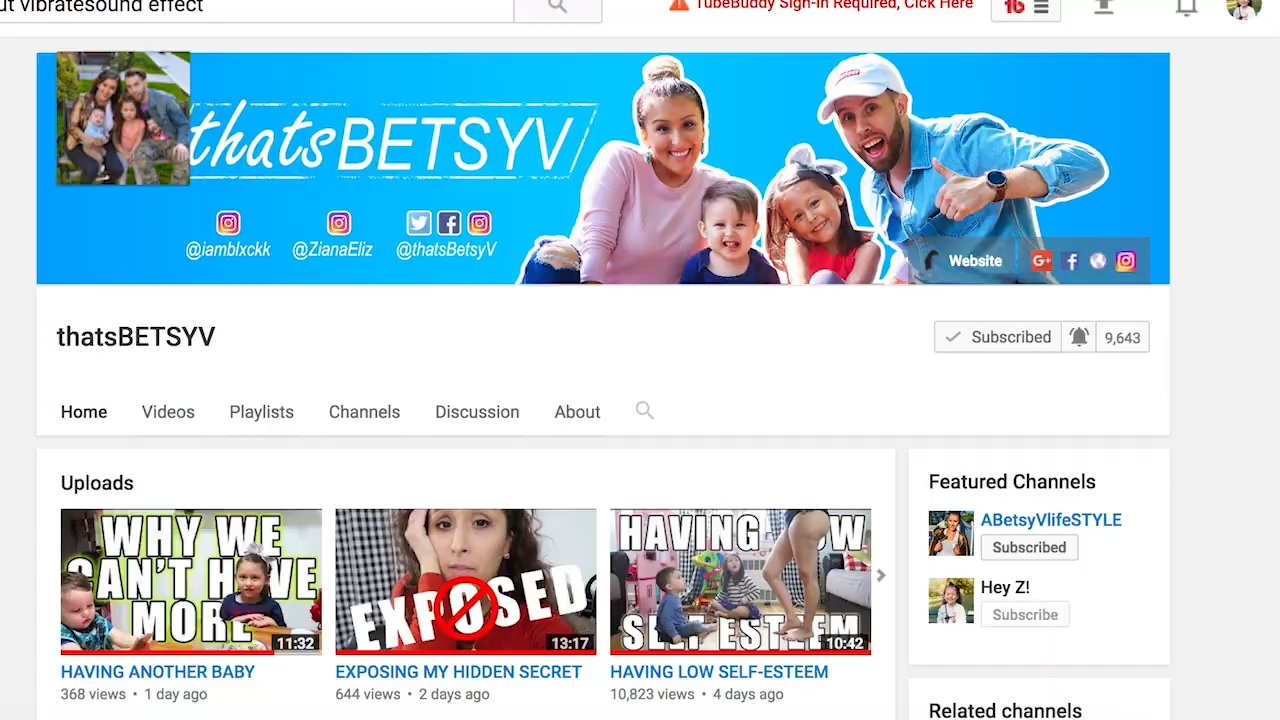 ut vibratesound effect
TubeBuddy Sign-In Required, Click Here
thatsBETSYV
@iamblxckk @ZianaEliz @thatsBetsyV
Website
thatsBETSYV
Subscribed 9,643
Home Videos Playlists Channels Discussion About
Uploads
WHY WE CAN'T HAVE MORE
11:32
EXPOSED
13:17
HAVING LOW SELF ESTEEM
10:42
HAVING ANOTHER BABY
368 views • 1 day ago
EXPOSING MY HIDDEN SECRET
644 views • 2 days ago
HAVING LOW SELF-ESTEEM
10,823 views • 4 days ago
Featured Channels
ABetsyVlifeSTYLE
Subscribed
Hey Z!
Subscribe
Related channels